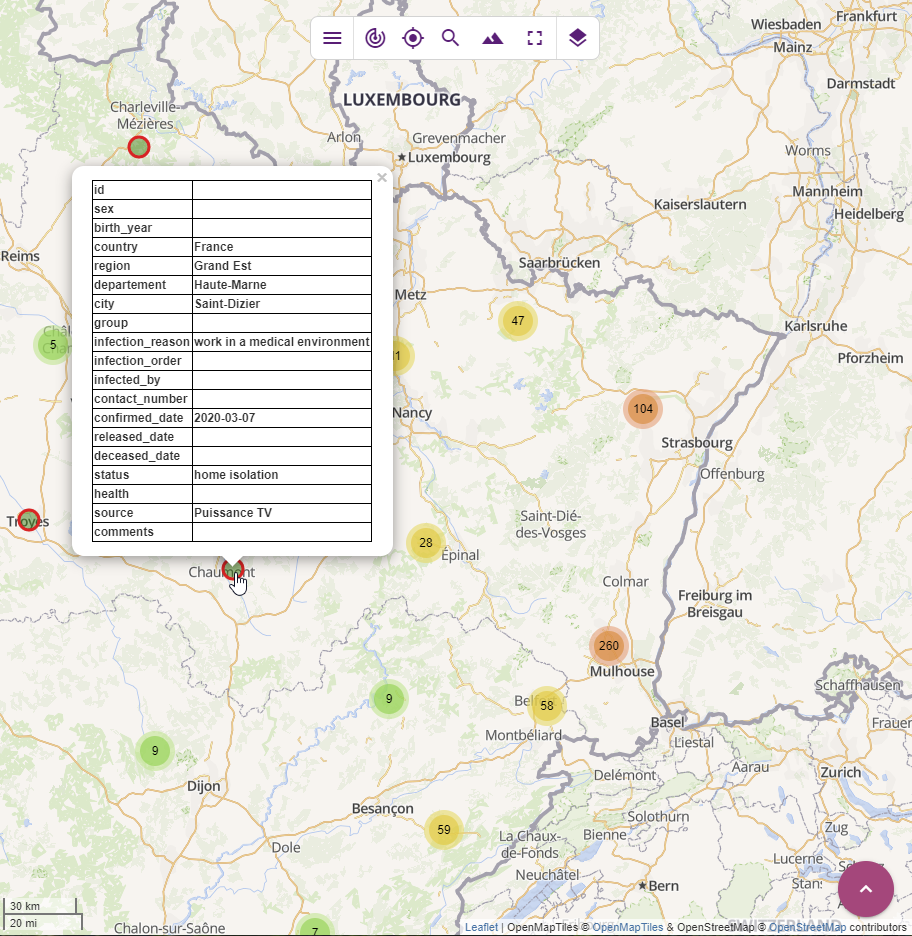 Wiesbaden
Frankfurt
Mainz
Darmstadt
LUXEMBOURG
Charleville-
Mézières
Arlon
Grevenmacher
Luxembourg
Worms
Mannheim
Kaiserslautern
Heidelberg
Reims
Saarbrücken
Metz
47
Karlsruhe
5
Pforzheim
104
Nancy
Strasbourg
Offenburg
×
id
sex
birth_year
country France
region Grand Est
departement Haute-Marne
city Saint-Dizier
group
infection_reason work in a medical environment
infection_order
infected_by
contact_number
confirmed_date 2020-03-07
released_date
deceased_date
status home isolation
health
source Puissance TV
comments
Troyes
Saint-Dié-
des-Vosges
28
Épinal
Chaumont
Colmar
Freiburg im
Breisgau
260
Mulhouse
Schaffhausen
9
58
Montbéliard
Basel
Liestal
9
Dijon
Delémont
Aarau
Zurich
Besançon
59
Solothurn
Dole
La Chaux-
de-Fonds
Bienne
Zug
Lucerne
Neuchâtel
Bern
30 km
20 mi
Chalon-sur-Saône
7
SWITZERLAND
Leaflet | OpenMapTiles © OpenMapTiles & OpenStreetMap © OpenStreetMap contributors